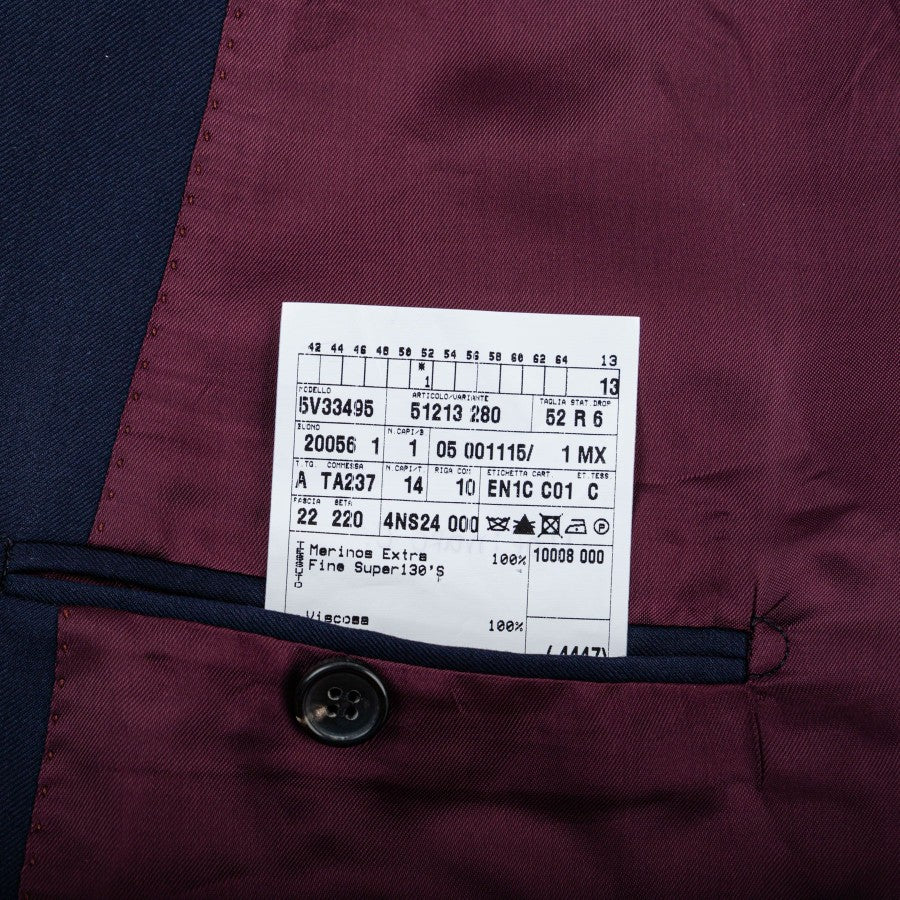 42 44 46 48 50 52 54 56 58 60 62 64 13
*
1 13
MODELLO ARTICOLO/VARIANTE TAGLIA STAT.DROP
5V33495 51213 280 52 R 6
BLOND N.CAPI/B
20056 1 1 05 001115/ 1 MX
T.TG. COMMESSA N.CAPI/T RIGA COM ETICHETTA CART ET.TESS
A TA237 14 10 EN1C C01 C
FASCIA SETR
22 220 4NS24 000 P
TESSUTO
Merinos Extra 100% 10008 000
Fine Super130'S
Viscosa 100%
( 4447)